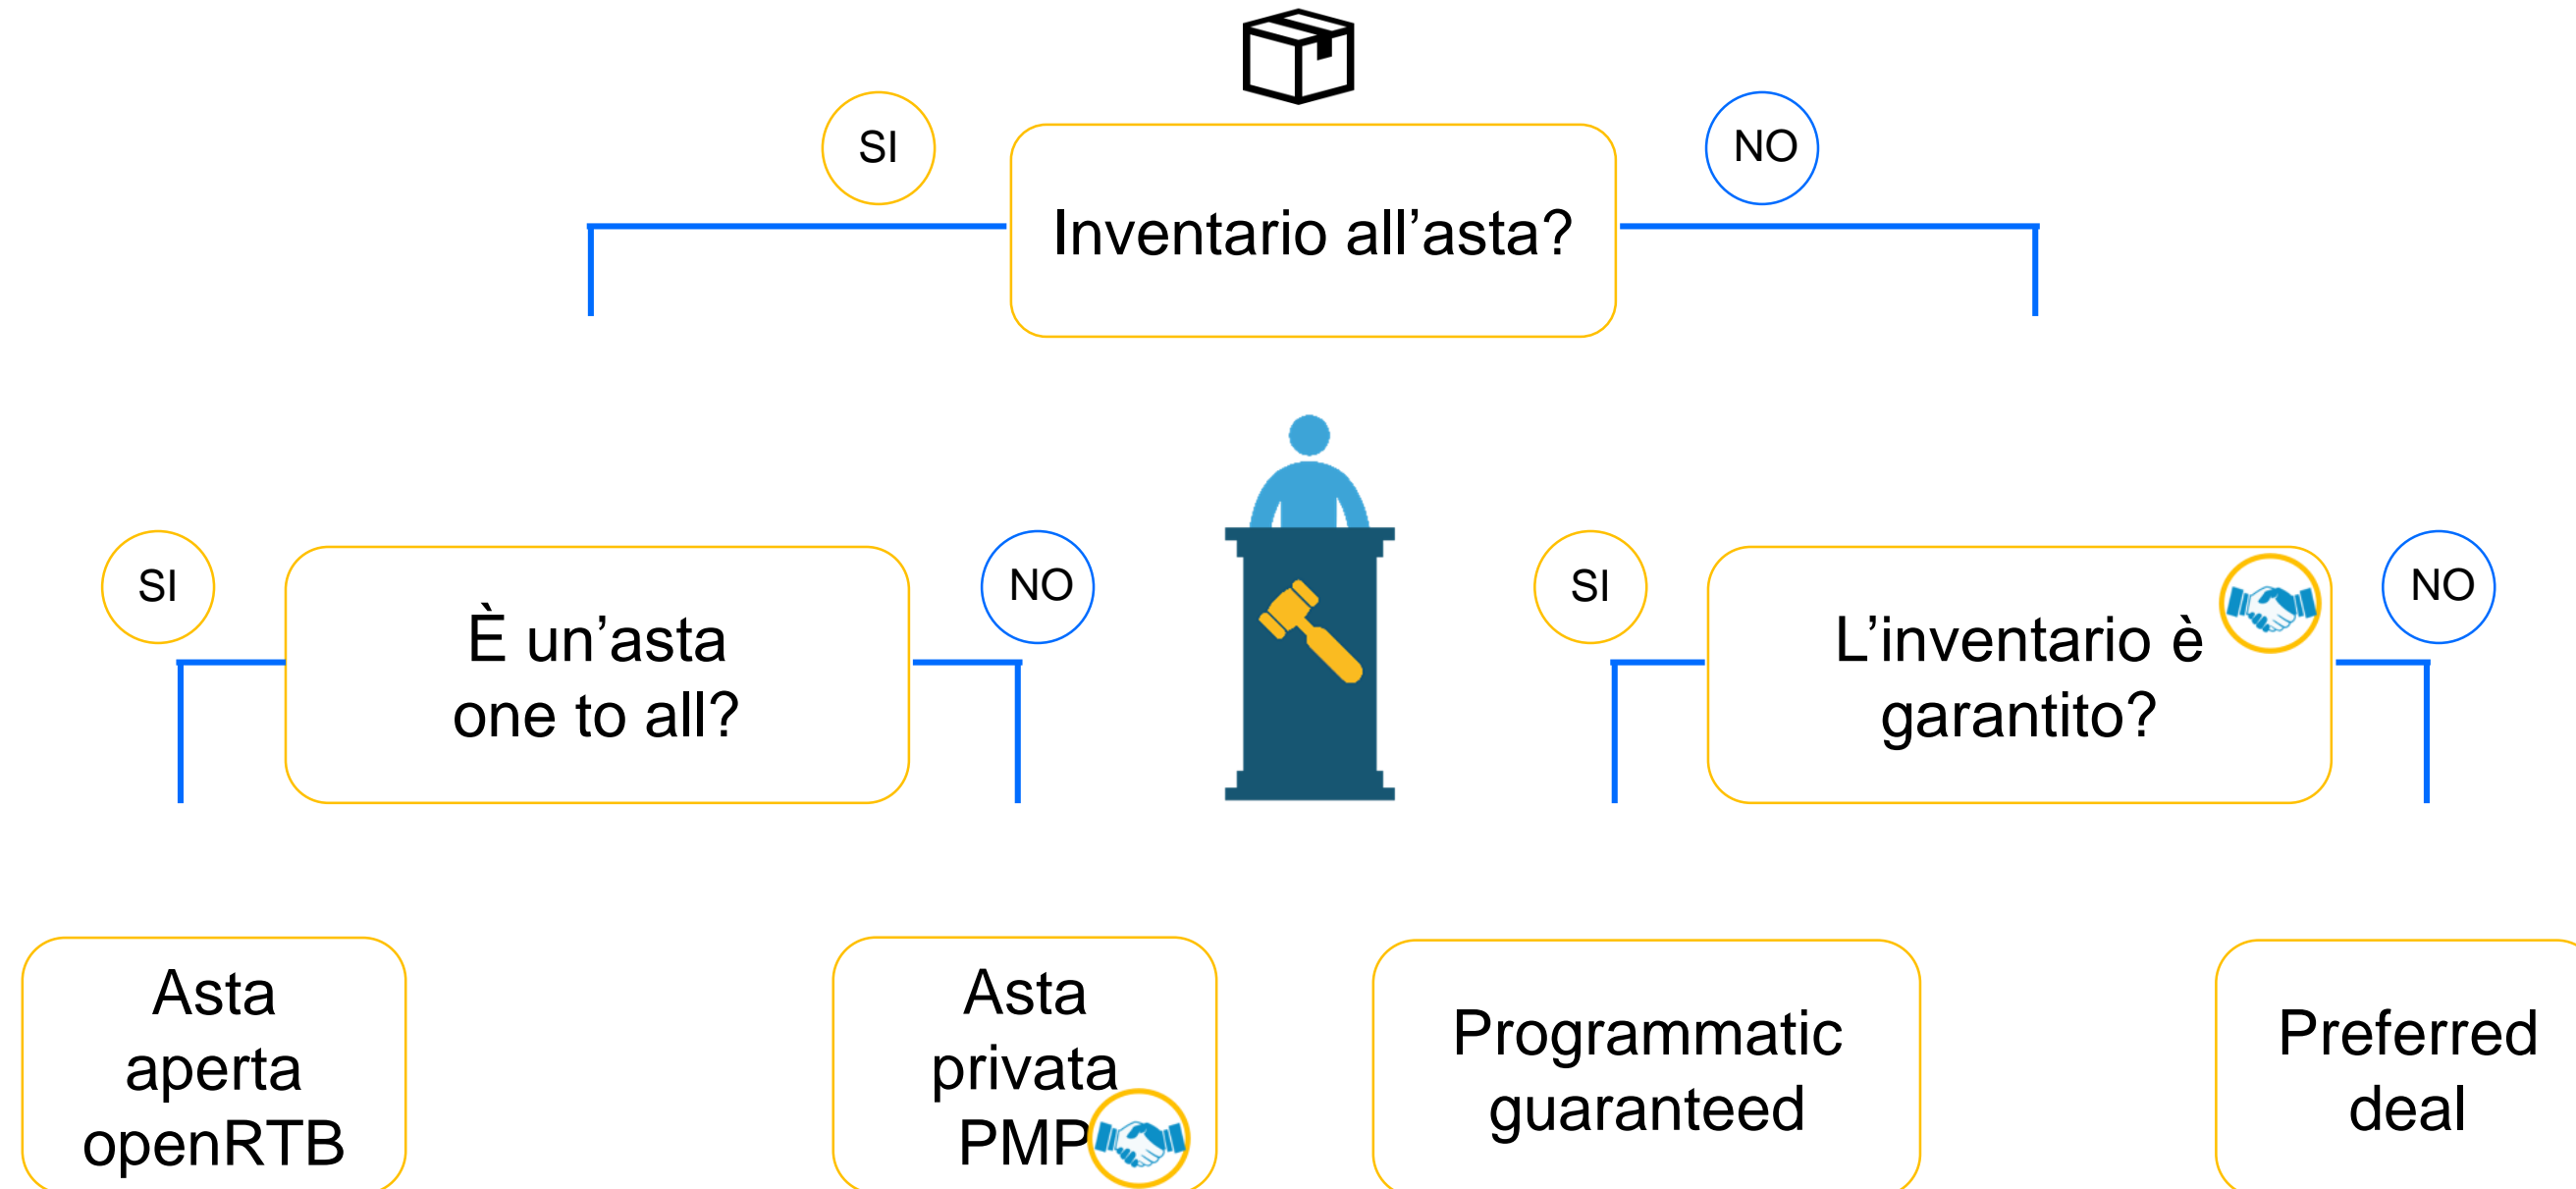 SI
NO
Inventario all’asta?
SI
È un’asta
one to all?
NO
SI
L’inventario è
garantito?
NO
Asta
aperta
openRTB
Asta
privata
PMP
Programmatic
guaranteed
Preferred
deal